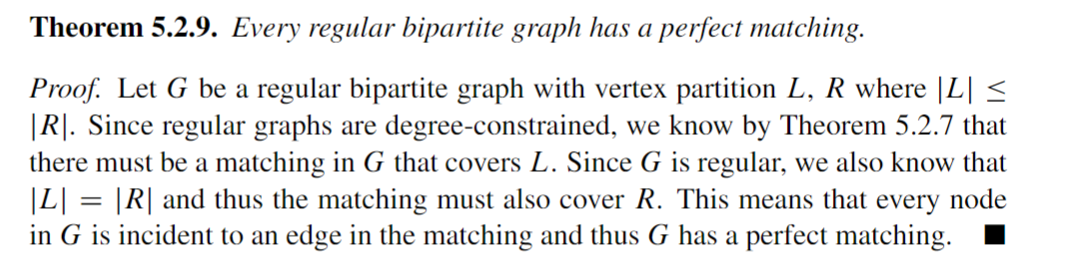 Theorem 5.2.9. Every regular bipartite graph has a perfect matching.
Proof. Let G be a regular bipartite graph with vertex partition L, R where |L| ≤
|R|. Since regular graphs are degree-constrained, we know by Theorem 5.2.7 that
there must be a matching in G that covers L. Since G is regular, we also know that
|L| = |R| and thus the matching must also cover R. This means that every node
in G is incident to an edge in the matching and thus G has a perfect matching. ■